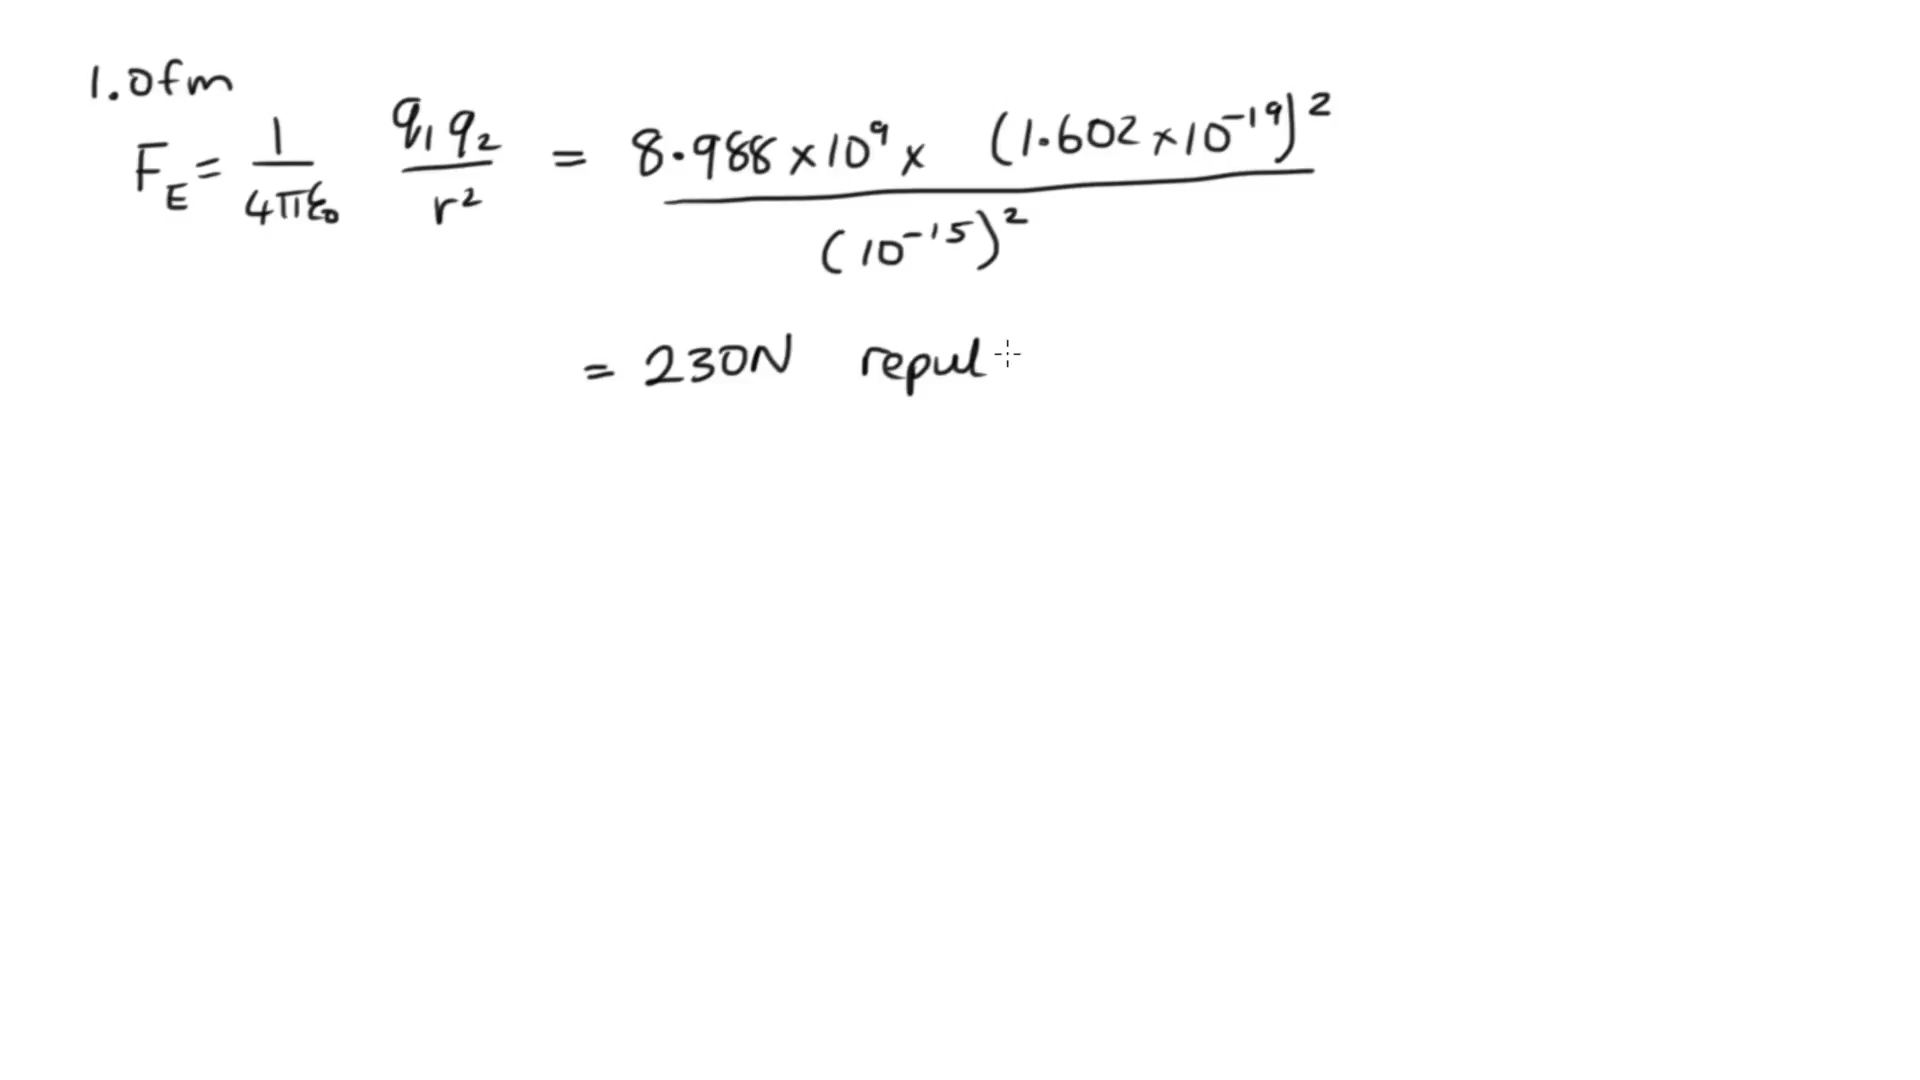 1.0fm
F_E = 1/4πε₀ q₁q₂/r² = 8.988 × 10⁹ × (1.602 × 10⁻¹⁹)²/(10⁻¹⁵)²
= 230N repul